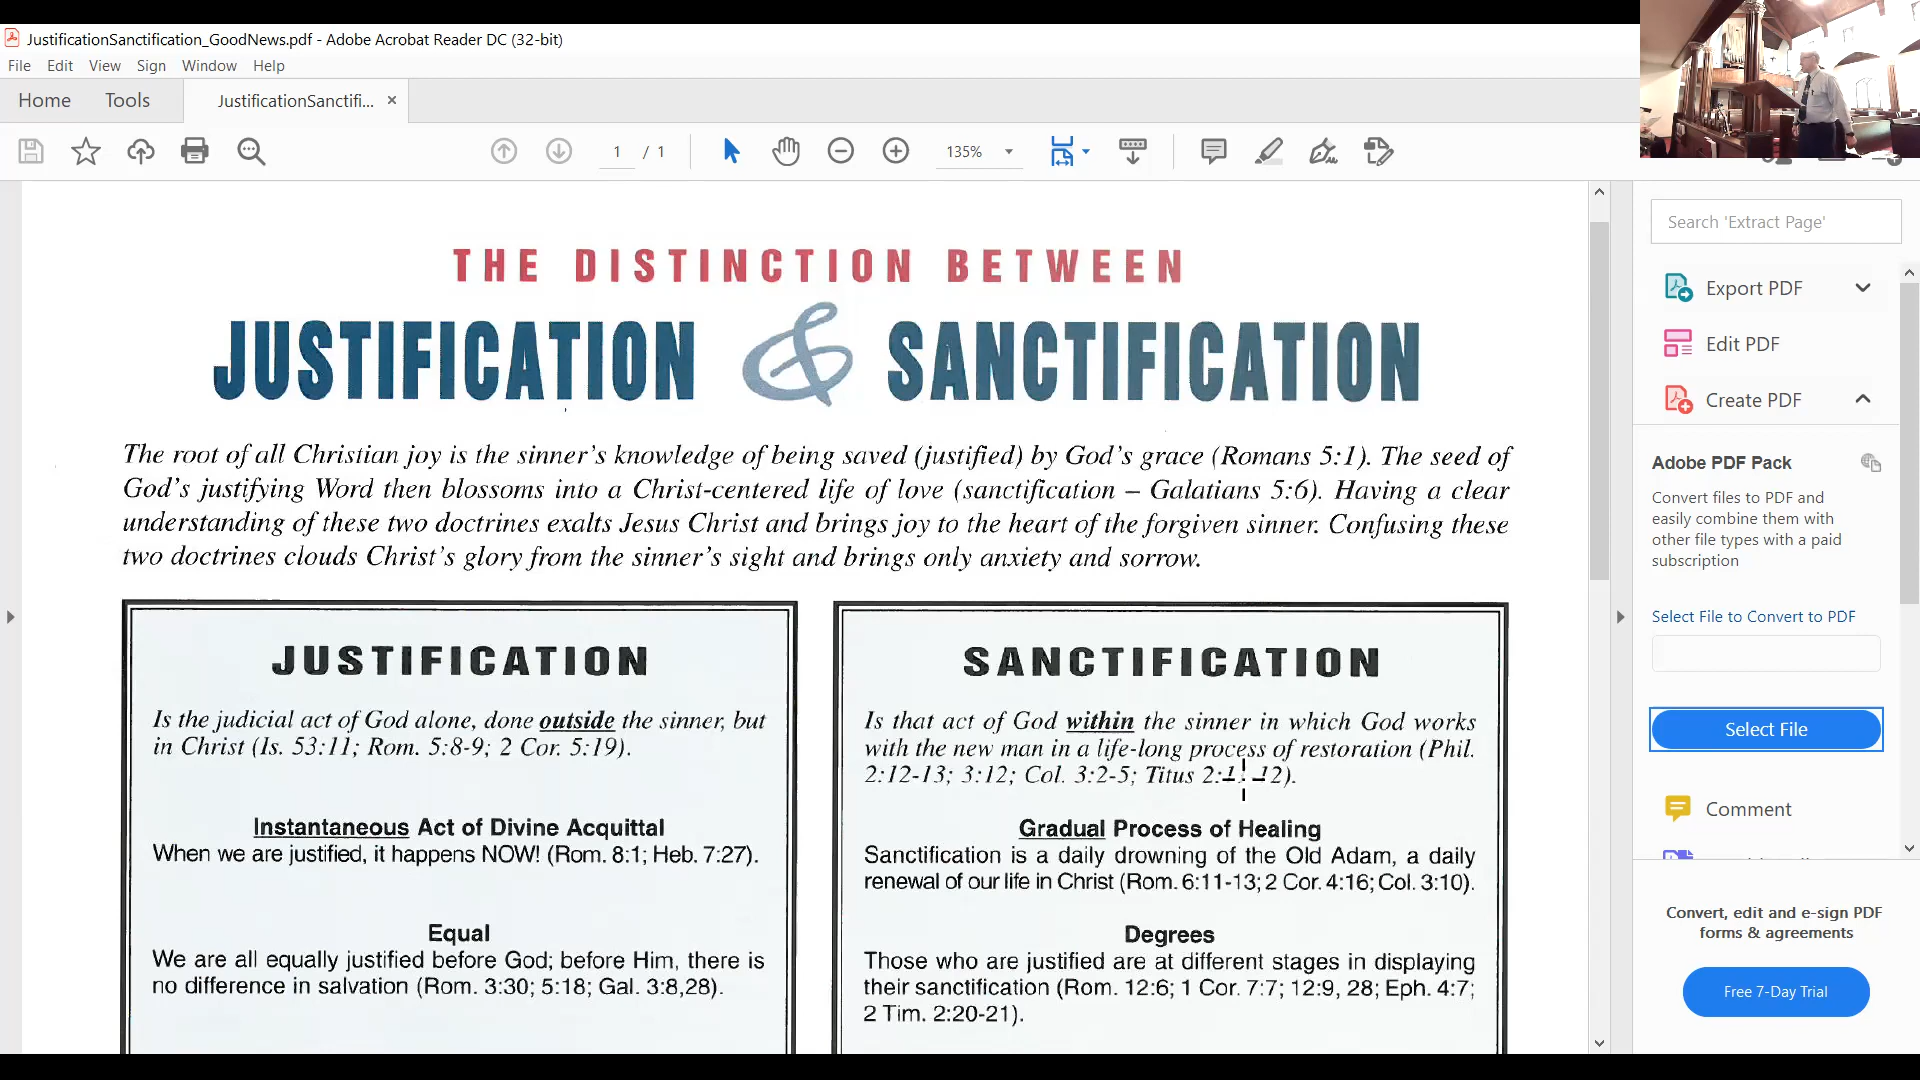 JustificationSanctification_GoodNews.pdf - Adobe Acrobat Reader DC (32-bit)
File Edit View Sign Window Help
Home Tools JustificationSanctifi... ×
1 / 1 135%
Search 'Extract Page'
THE DISTINCTION BETWEEN
JUSTIFICATION & SANCTIFICATION
The root of all Christian joy is the sinner's knowledge of being saved (justified) by God's grace (Romans 5:1). The seed of
God's justifying Word then blossoms into a Christ-centered life of love (sanctification – Galatians 5:6). Having a clear
understanding of these two doctrines exalts Jesus Christ and brings joy to the heart of the forgiven sinner. Confusing these
two doctrines clouds Christ's glory from the sinner's sight and brings only anxiety and sorrow.
JUSTIFICATION
Is the judicial act of God alone, done outside the sinner, but
in Christ (Is. 53:11; Rom. 5:8-9; 2 Cor. 5:19).
Instantaneous Act of Divine Acquittal
When we are justified, it happens NOW! (Rom. 8:1; Heb. 7:27).
Equal
We are all equally justified before God; before Him, there is
no difference in salvation (Rom. 3:30; 5:18; Gal. 3:8,28).
SANCTIFICATION
Is that act of God within the sinner in which God works
with the new man in a life-long process of restoration (Phil.
2:12-13; 3:12; Col. 3:2-5; Titus
Gradual Process of Healing
Sanctification is a daily drowning of the Old Adam, a daily
renewal of our life in Christ (Rom. 6:11-13; 2 Cor. 4:16; Col. 3:10).
Degrees
Those who are justified are at different stages in displaying
their sanctification (Rom. 12:6; 1 Cor. 7:7; 12:9, 28; Eph. 4:7;
2 Tim. 2:20-21).
Export PDF
Edit PDF
Create PDF
Adobe PDF Pack
Convert files to PDF and
easily combine them with
other file types with a paid
subscription
Select File to Convert to PDF
Select File
Comment
Convert, edit and e-sign PDF
forms & agreements
Free 7-Day Trial